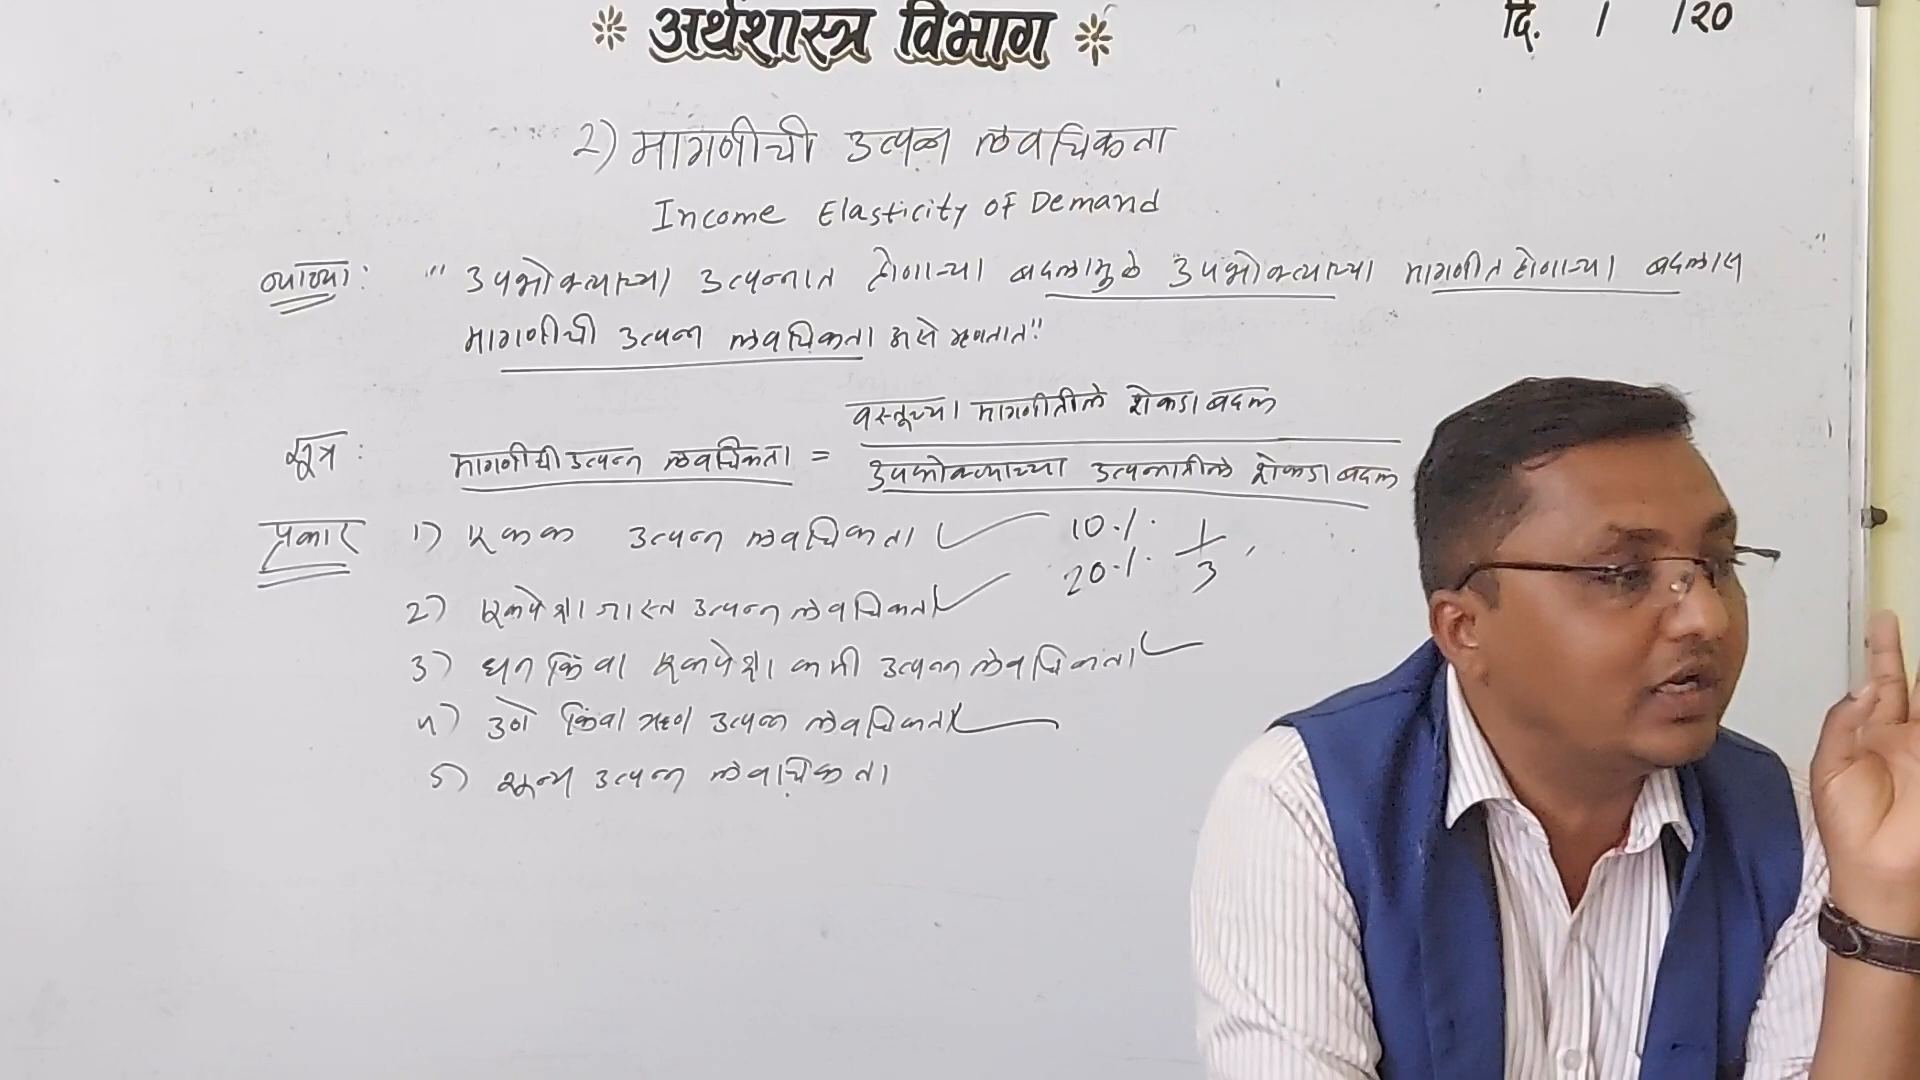 अर्थशास्त्र विभाग
दि. / /20
2) मागणीची उत्पन्न लवचिकता
Income Elasticity of Demand
व्याख्या : " उपभोक्त्याच्या उत्पन्नात होणाऱ्या बदलामुळे उपभोक्त्याच्या मागणीत होणाऱ्या बदलास
मागणीची उत्पन्न लवचिकता असे म्हणतात"
वस्तूच्या मागणीतील शेकडा बदल
सूत्र : मागणीची उत्पन्न लवचिकता =
उपभोक्त्याच्या उत्पन्नातील शेकडा बदल
प्रकार 1) एकक उत्पन्न लवचिकता 10%
20% 1/3
2) एकापेक्षा जास्त उत्पन्न लवचिकता
3) धन किंवा एकापेक्षा कमी उत्पन्न लवचिकता
४) उणे किंवा ऋण उत्पन्न लवचिकता
5) शून्य उत्पन्न लवचिकता